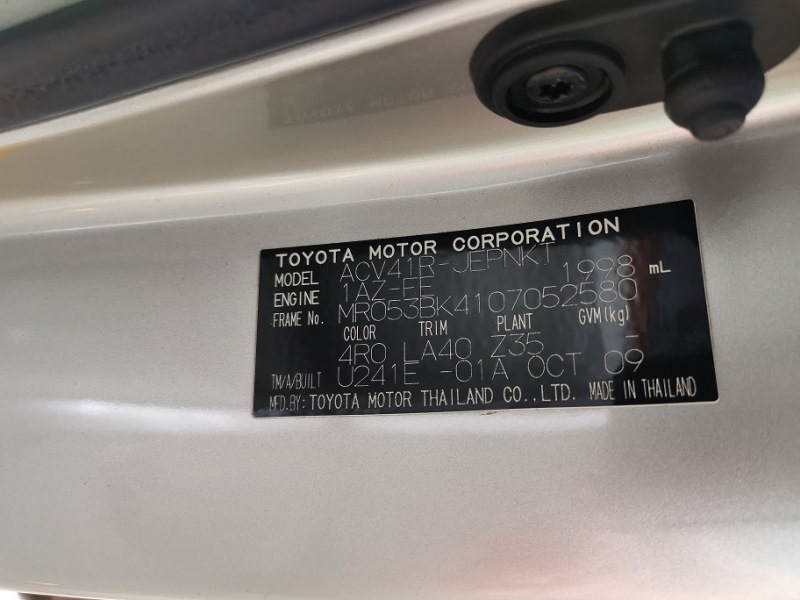 TOYOTA MOTOR CORPORATION
MODEL ACV41R-JEPNKT
ENGINE 1AZ-FE 1998 mL
FRAME No. MR053BK4107052580
COLOR TRIM PLANT GVM(kg)
4R0 LA40 Z35 -
TM/A/BUILT U241E -01A OCT 09
MFD.BY: TOYOTA MOTOR THAILAND CO.,LTD. MADE IN THAILAND